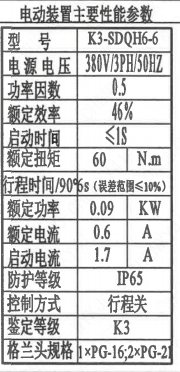 电动装置主要性能参数
型 号 K3-SDQH6-6
电源电压 380V/3PH/50HZ
功率因数 0.5
额定效率 46%
启动时间 ≤1S
额定扭矩 60 N.m
行程时间/90°6s(误差范围≤10%)
额定功率 0.09 KW
额定电流 0.6 A
启动电流 1.7 A
防护等级 IP65
控制方式 行程关
鉴定等级 K3
格兰头规格 1×PG-16;2×PG-21